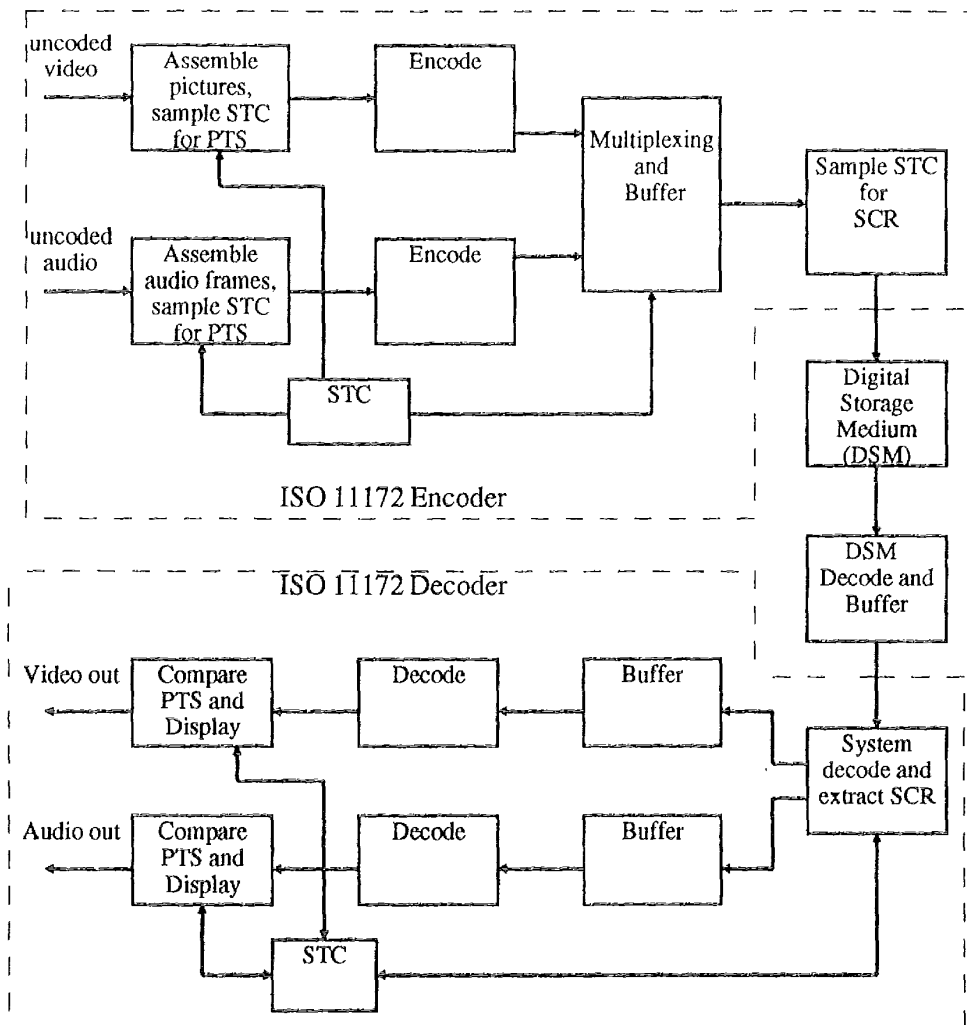 uncoded
video
Assemble
pictures,
sample STC
for PTS
Encode
Multiplexing
and
Buffer
Sample STC
for
SCR
uncoded
audio
Assemble
audio frames,
sample STC
for PTS
Encode
STC
Digital
Storage
Medium
(DSM)
ISO 11172 Encoder
DSM
Decode and
Buffer
ISO 11172 Decoder
Video out
Compare
PTS and
Display
Decode
Buffer
System
decode and
extract SCR
Audio out
Compare
PTS and
Display
Decode
Buffer
STC